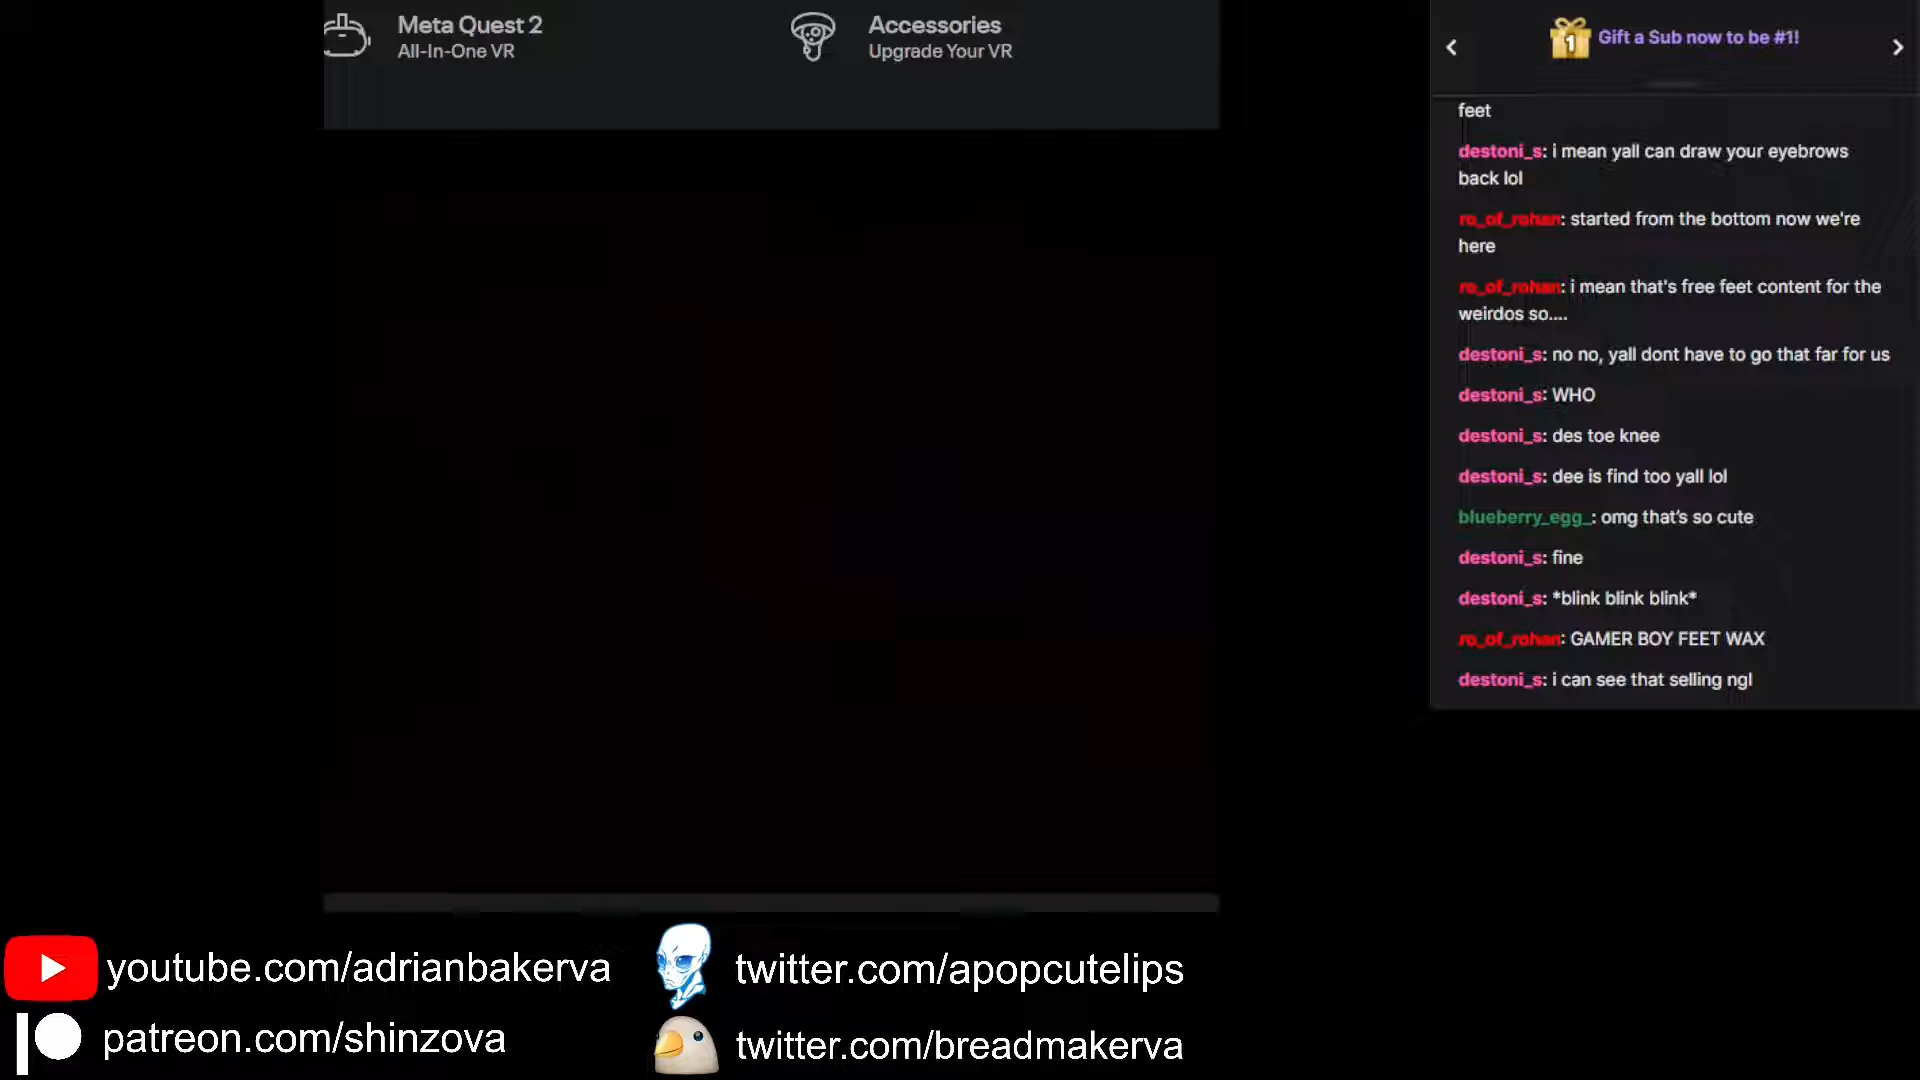 Meta Quest 2
All-In-One VR
Accessories
Upgrade Your VR
1
Gift a Sub now to be #1!
feet
destoni_s: i mean yall can draw your eyebrows
back lol
ro_of_rohan: started from the bottom now we're
here
ro_of_rohan: i mean that's free feet content for the
weirdos so....
destoni_s: no no, yall dont have to go that far for us
destoni_s: WHO
destoni_s: des toe knee
destoni_s: dee is find too yall lol
blueberry_egg_: omg that's so cute
destoni_s: fine
destoni_s: *blink blink blink*
ro_of_rohan: GAMER BOY FEET WAX
destoni_s: i can see that selling ngl
youtube.com/adrianbakerva
twitter.com/apopcutelips
patreon.com/shinzova
twitter.com/breadmakerva